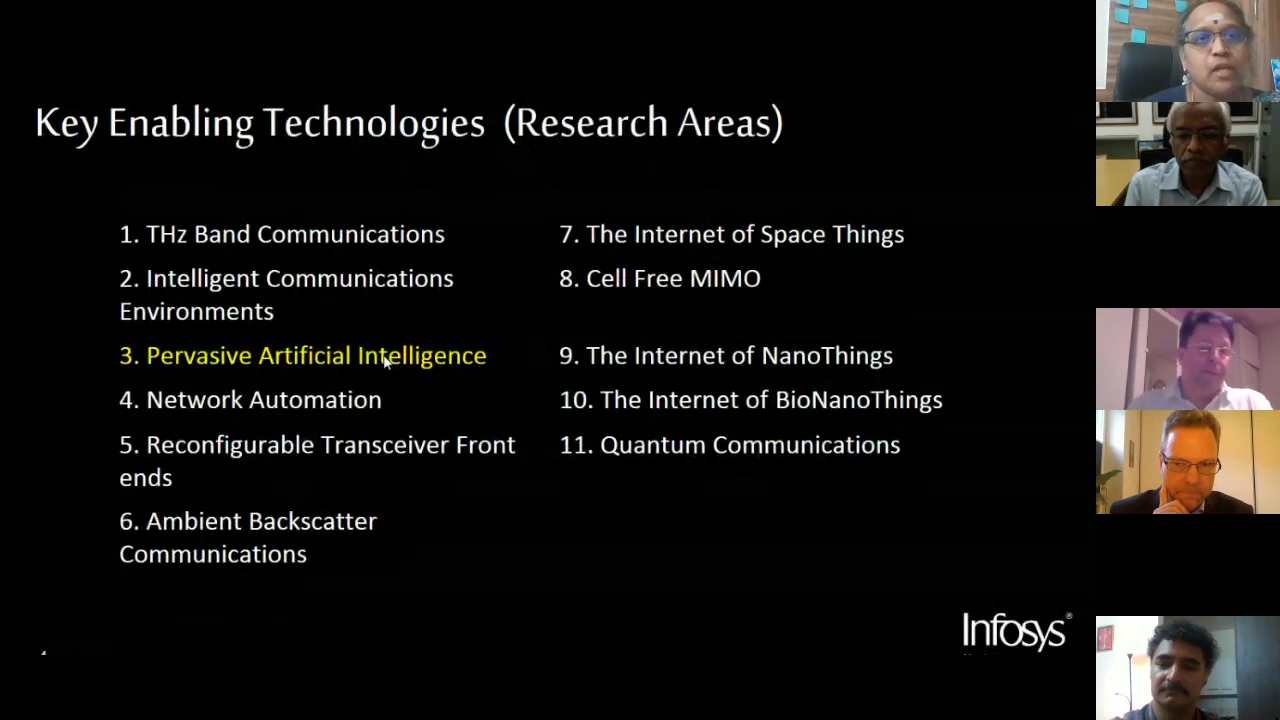 Key Enabling Technologies (Research Areas)
1. THz Band Communications
2. Intelligent Communications
Environments
3. Pervasive Artificial Intelligence
4. Network Automation
5. Reconfigurable Transceiver Front
ends
6. Ambient Backscatter
Communications
7. The Internet of Space Things
8. Cell Free MIMO
9. The Internet of NanoThings
10. The Internet of BioNanoThings
11. Quantum Communications
Infosys®